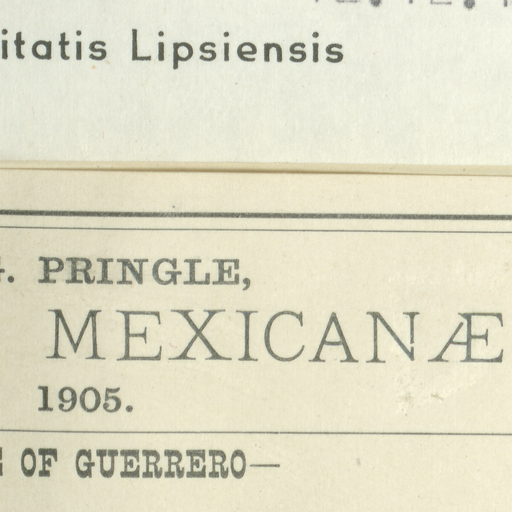 itatis Lipsiensis
G. PRINGLE,
MEXICANÆ
1905.
OF GUERRERO—